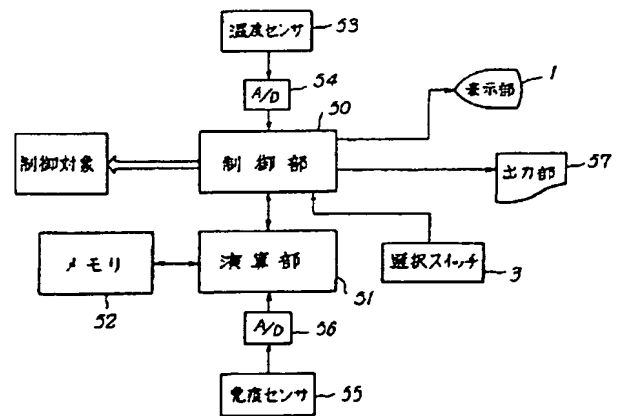 温度センサ
53
A/D
54
50
1
表示部
制御対象
制御部
出力部
57
メモリ
52
演算部
51
選択スイッチ
3
A/D
56
免疫センサ
55